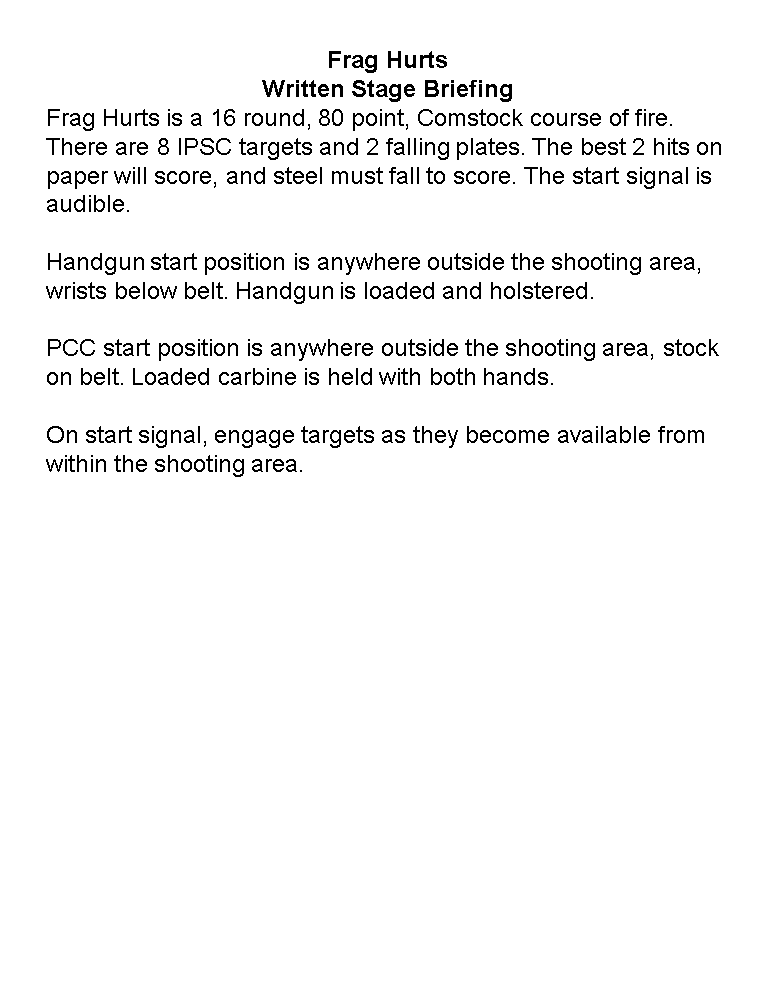 Frag Hurts
Written Stage Briefing
Frag Hurts is a 16 round, 80 point, Comstock course of fire.
There are 8 IPSC targets and 2 falling plates. The best 2 hits on
paper will score, and steel must fall to score. The start signal is
audible.
Handgun start position is anywhere outside the shooting area,
wrists below belt. Handgun is loaded and holstered.
PCC start position is anywhere outside the shooting area, stock
on belt. Loaded carbine is held with both hands.
On start signal, engage targets as they become available from
within the shooting area.